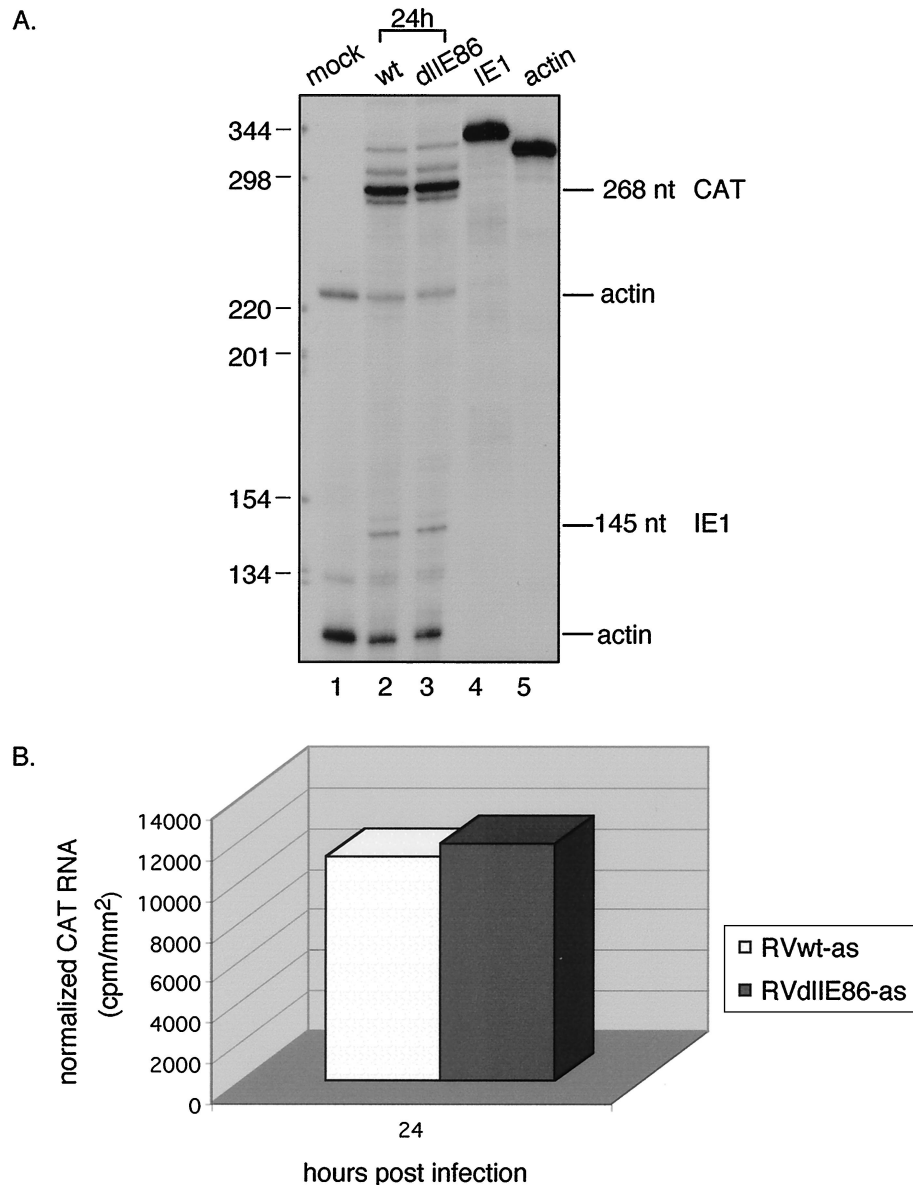 A.
24h
mock wt dlIE86 IE1 actin
344
298
268 nt CAT
actin
220
201
154
145 nt IE1
134
actin
1 2 3 4 5
B.
normalized CAT RNA
(cpm/mm²)
14000
12000
10000
8000
6000
4000
2000
0
24
hours post infection
RVwt-as
RVdlIE86-as